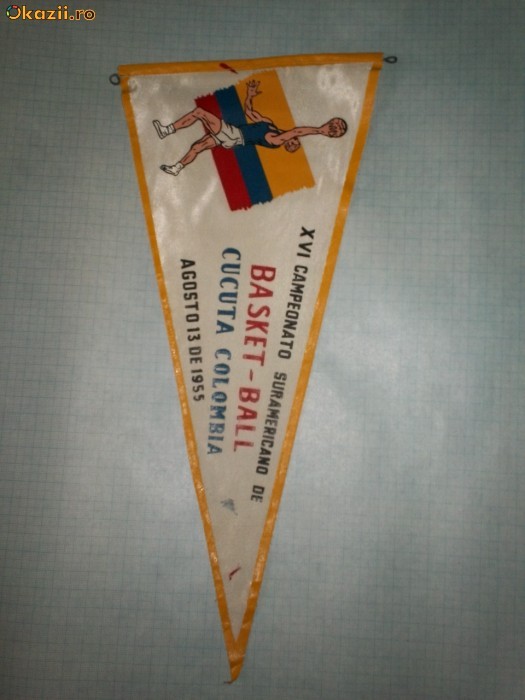 Okazii.ro
XVI CAMPEONATO SURAMERICANO DE
BASKET-BALL
CUCUTA COLOMBIA
AGOSTO 13 DE 1955